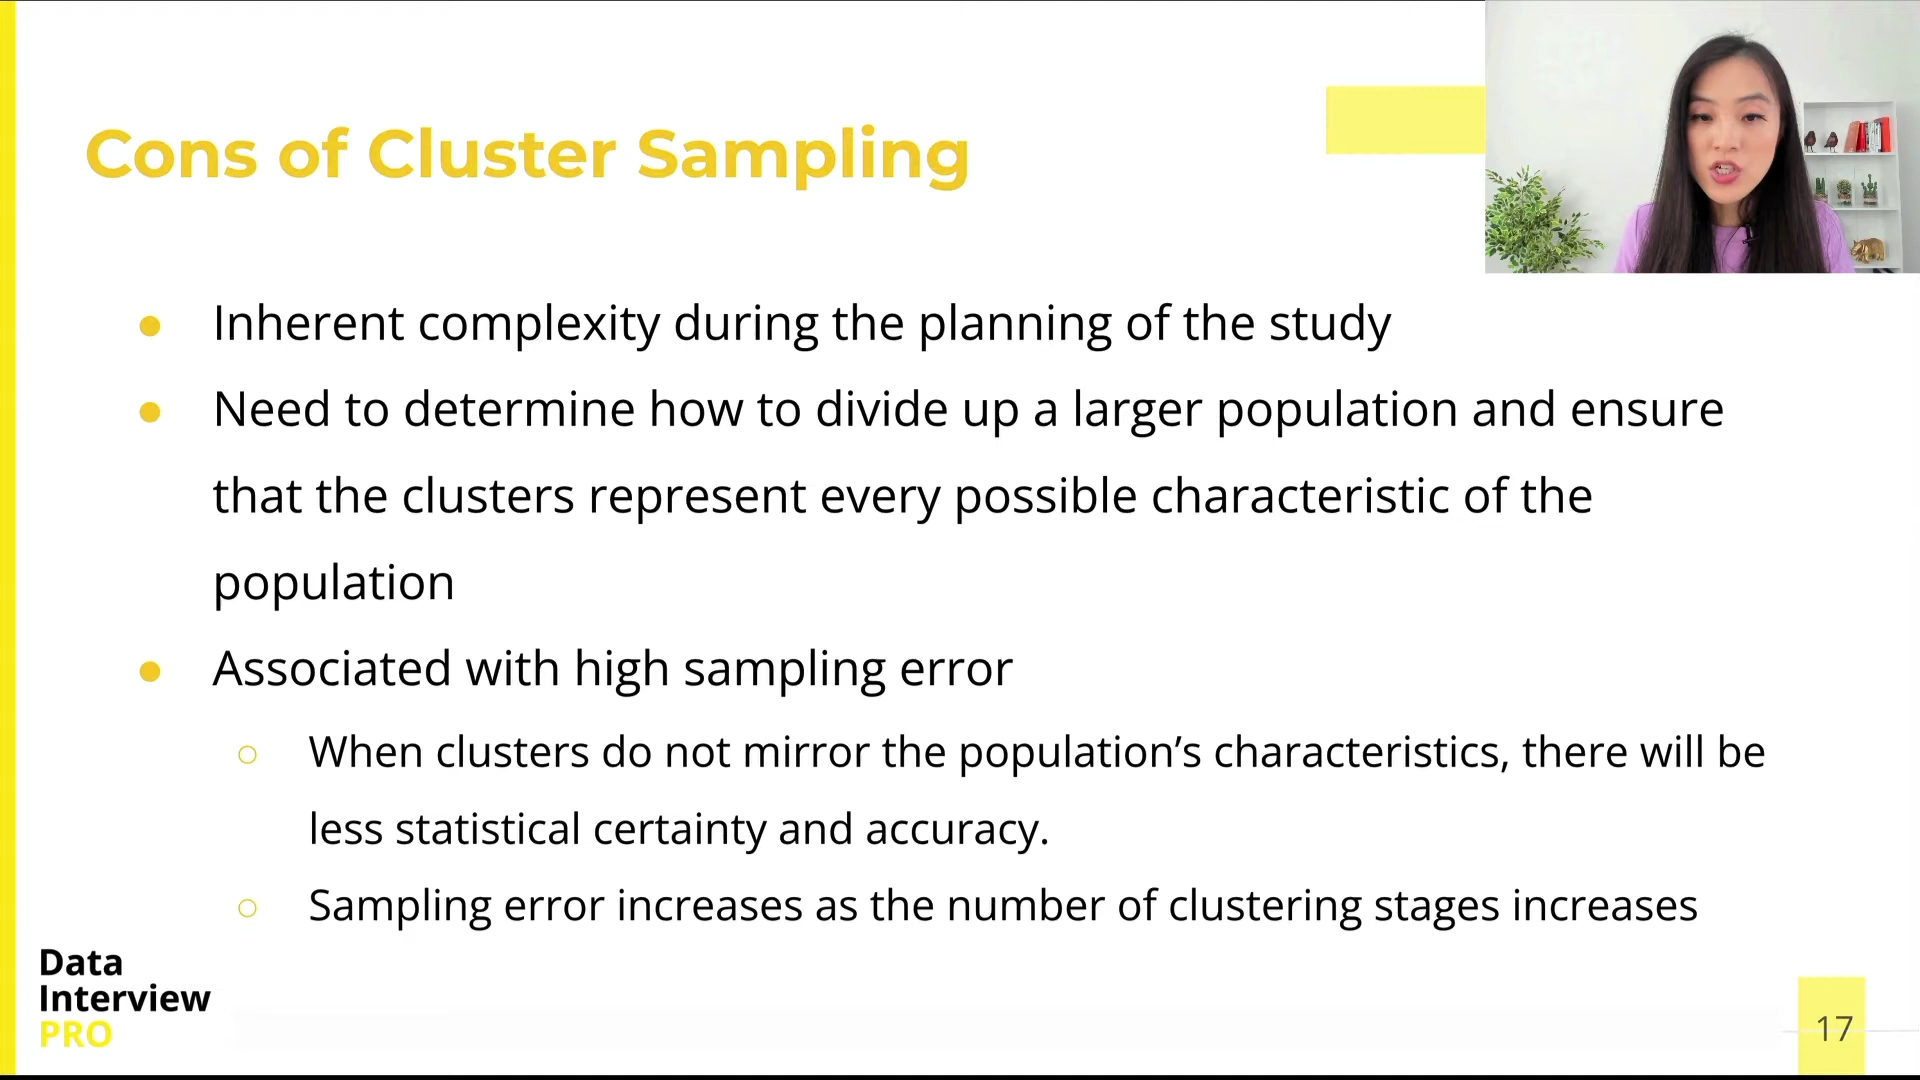 Cons of Cluster Sampling
● Inherent complexity during the planning of the study
● Need to determine how to divide up a larger population and ensure
that the clusters represent every possible characteristic of the
population
● Associated with high sampling error
○ When clusters do not mirror the population’s characteristics, there will be
less statistical certainty and accuracy.
○ Sampling error increases as the number of clustering stages increases
Data
Interview
PRO
17